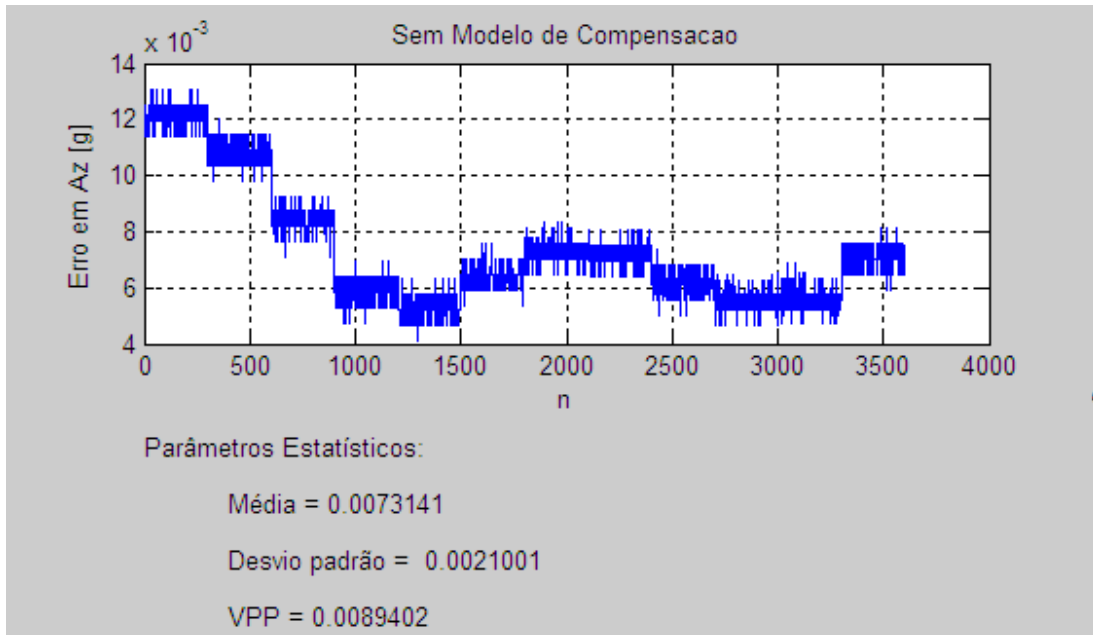 Sem Modelo de Compensacao
x 10^-3
14
12
10
8
6
4
Erro em Az [g]
0 500 1000 1500 2000 2500 3000 3500 4000
n
Parâmetros Estatísticos:
Média = 0.0073141
Desvio padrão = 0.0021001
VPP = 0.0089402